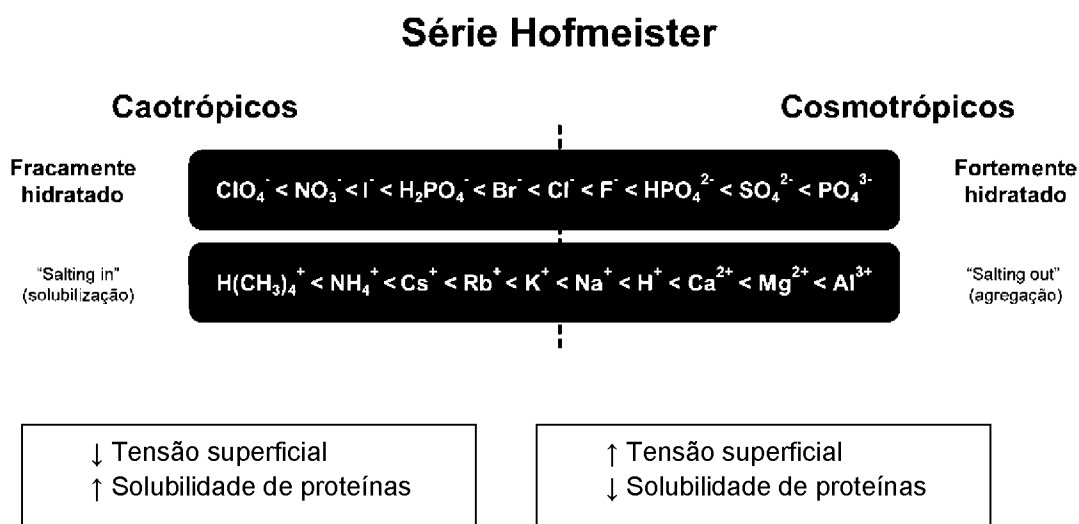 Série Hofmeister
Caotrópicos
Cosmotrópicos
Fracamente
hidratado
ClO₄⁻ < NO₃⁻ < I⁻ < H₂PO₄⁻ < Br⁻ < Cl⁻ < F⁻ < HPO₄²⁻ < SO₄²⁻ < PO₄³⁻
Fortemente
hidratado
“Salting in”
(solubilização)
H(CH₃)₄⁺ < NH₄⁺ < Cs⁺ < Rb⁺ < K⁺ < Na⁺ < H⁺ < Ca²⁺ < Mg²⁺ < Al³⁺
“Salting out”
(agregação)
↓ Tensão superficial
↑ Solubilidade de proteínas
↑ Tensão superficial
↓ Solubilidade de proteínas